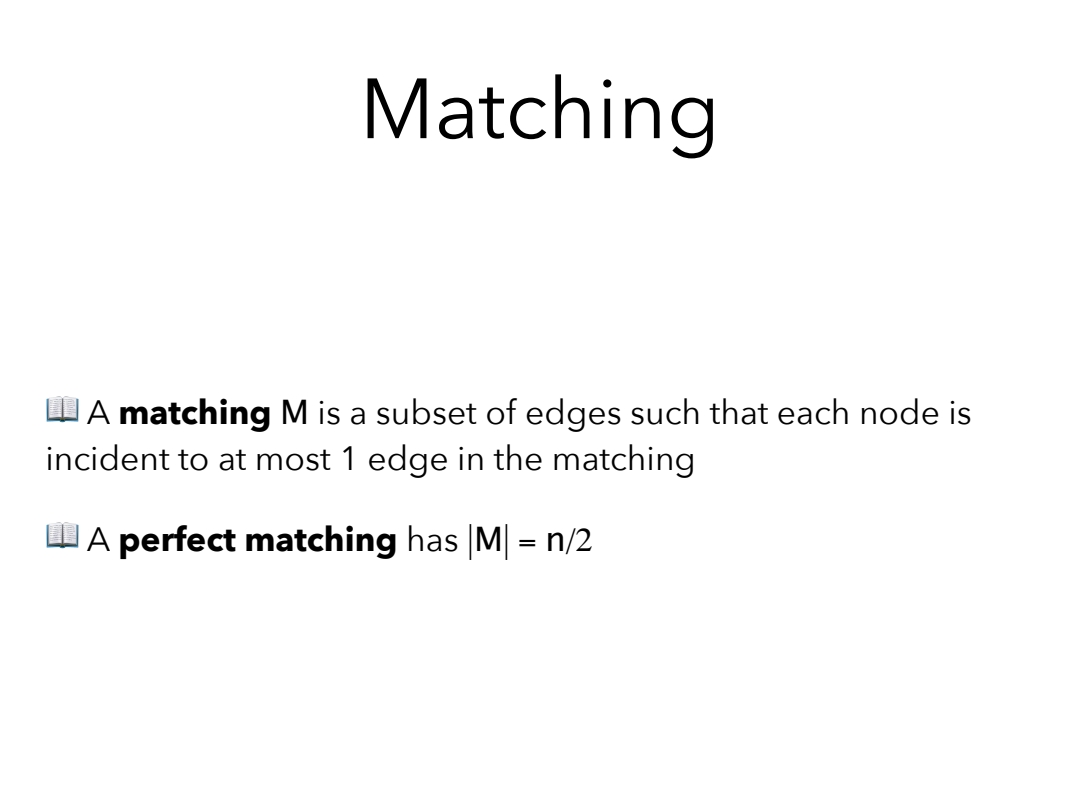 Matching
📖 A matching M is a subset of edges such that each node is
incident to at most 1 edge in the matching
📖 A perfect matching has |M| = n/2